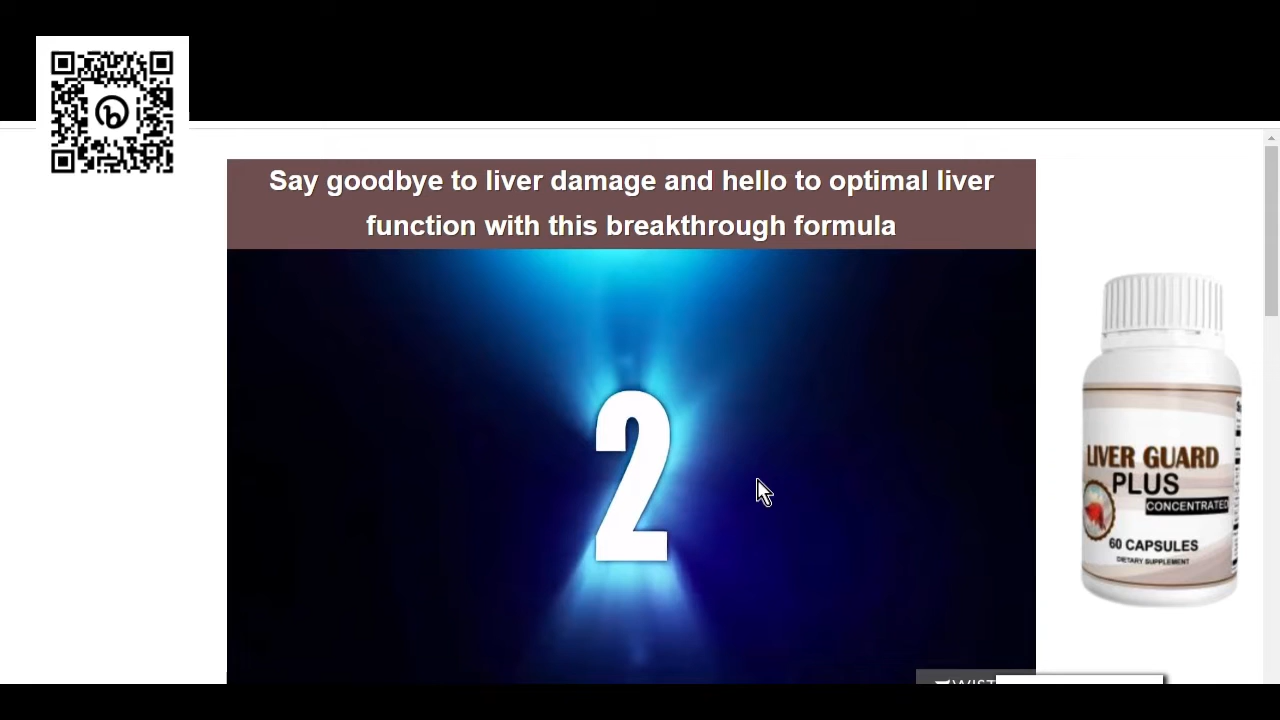 Say goodbye to liver damage and hello to optimal liver
function with this breakthrough formula
2
LIVER GUARD
PLUS
CONCENTRATED
60 CAPSULES
DIETARY SUPPLEMENT